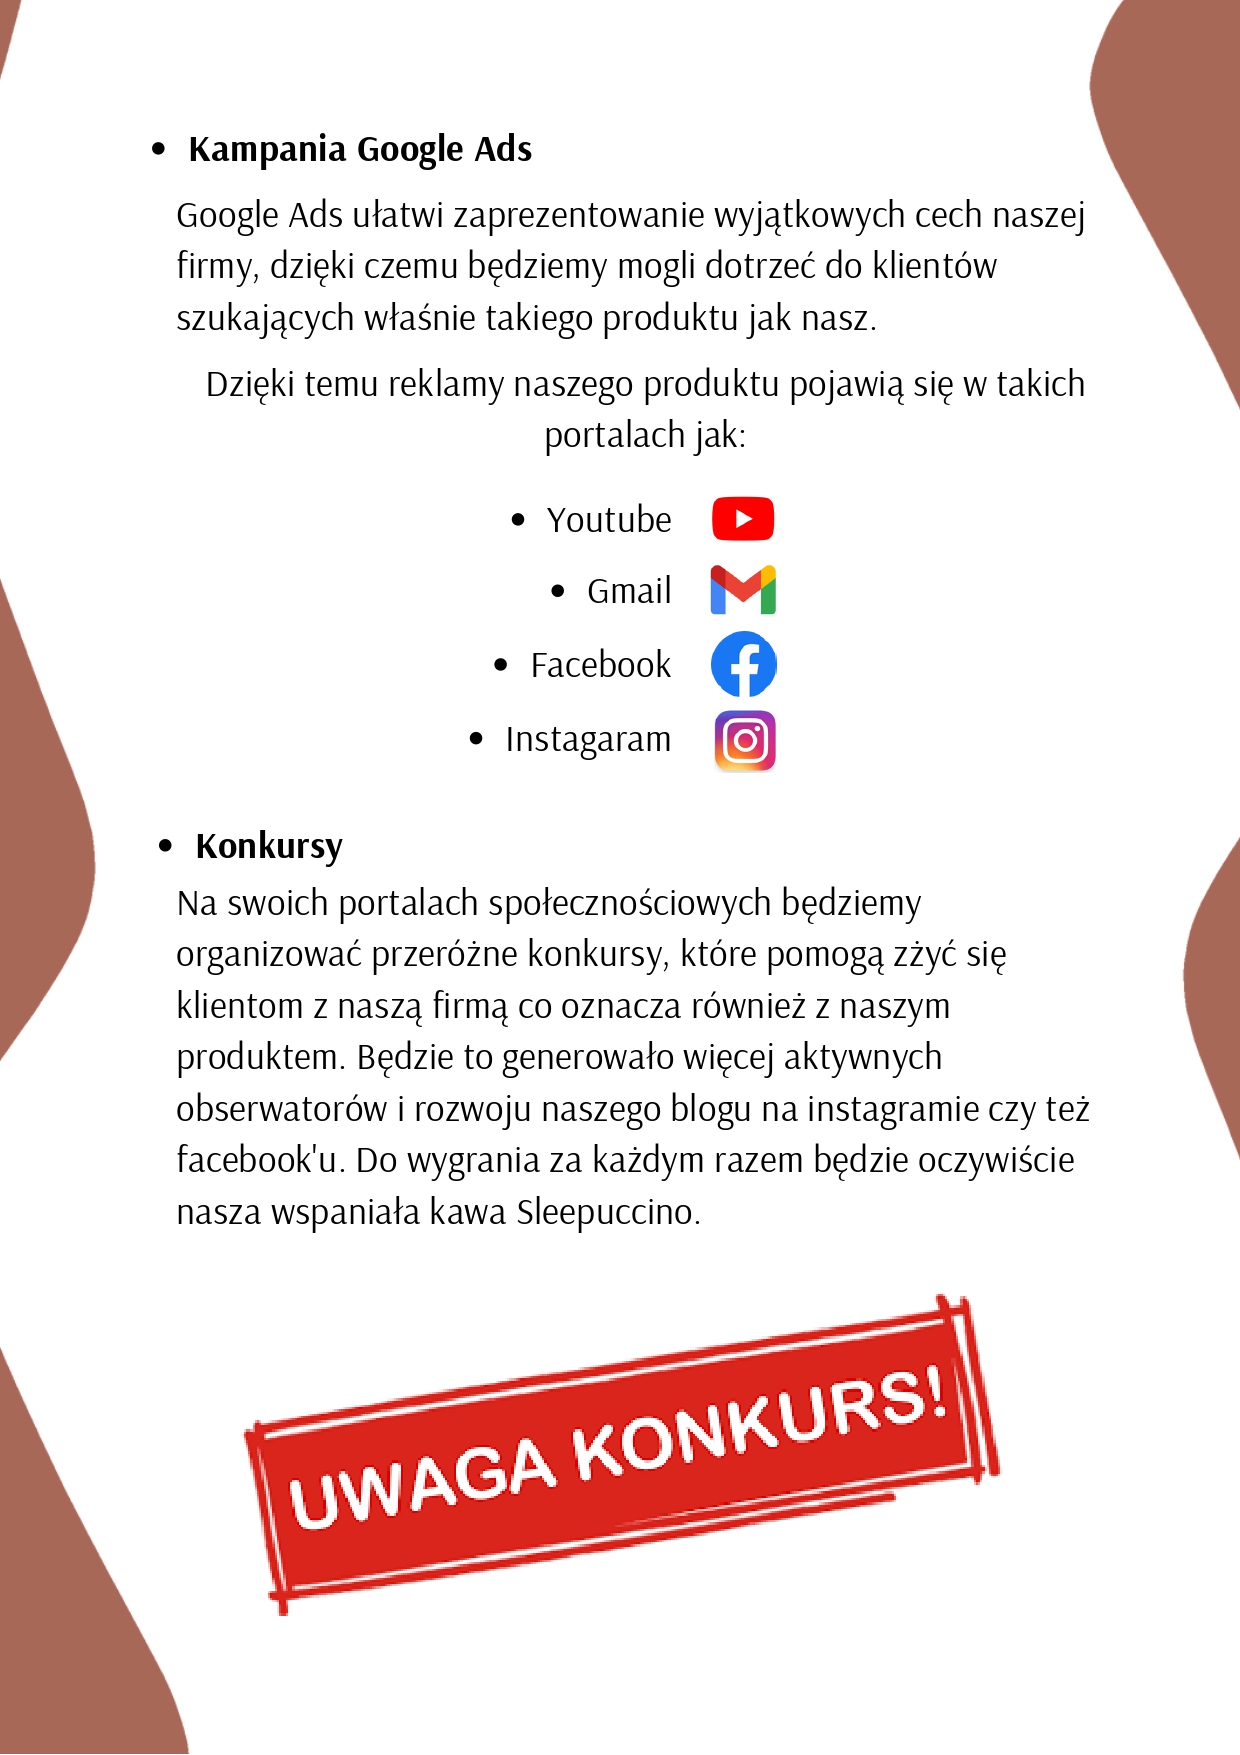 • Kampania Google Ads
Google Ads ułatwi zaprezentowanie wyjątkowych cech naszej
firmy, dzięki czemu będziemy mogli dotrzeć do klientów
szukających właśnie takiego produktu jak nasz.
Dzięki temu reklamy naszego produktu pojawią się w takich
portalach jak:
• Youtube
• Gmail
• Facebook
• Instagaram
• Konkursy
Na swoich portalach społecznościowych będziemy
organizować przeróżne konkursy, które pomogą zżyć się
klientom z naszą firmą co oznacza również z naszym
produktem. Będzie to generowało więcej aktywnych
obserwatorów i rozwoju naszego blogu na instagramie czy też
facebook'u. Do wygrania za każdym razem będzie oczywiście
nasza wspaniała kawa Sleepuccino.
UWAGA KONKURS!